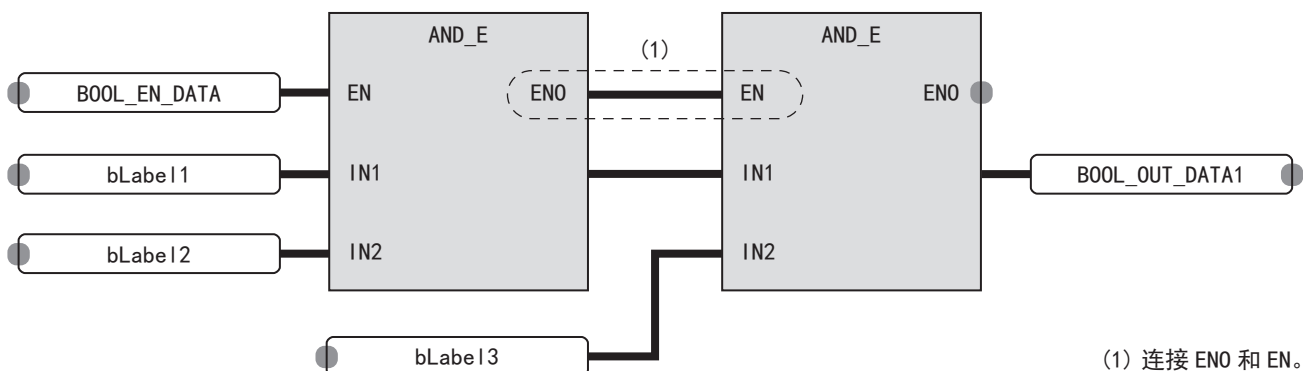 AND_E AND_E
(1)
BOOL_EN_DATA EN ENO EN ENO
bLabel1 IN1 IN1 BOOL_OUT_DATA1
bLabel2 IN2 IN2
bLabel3
(1) 连接 ENO 和 EN。